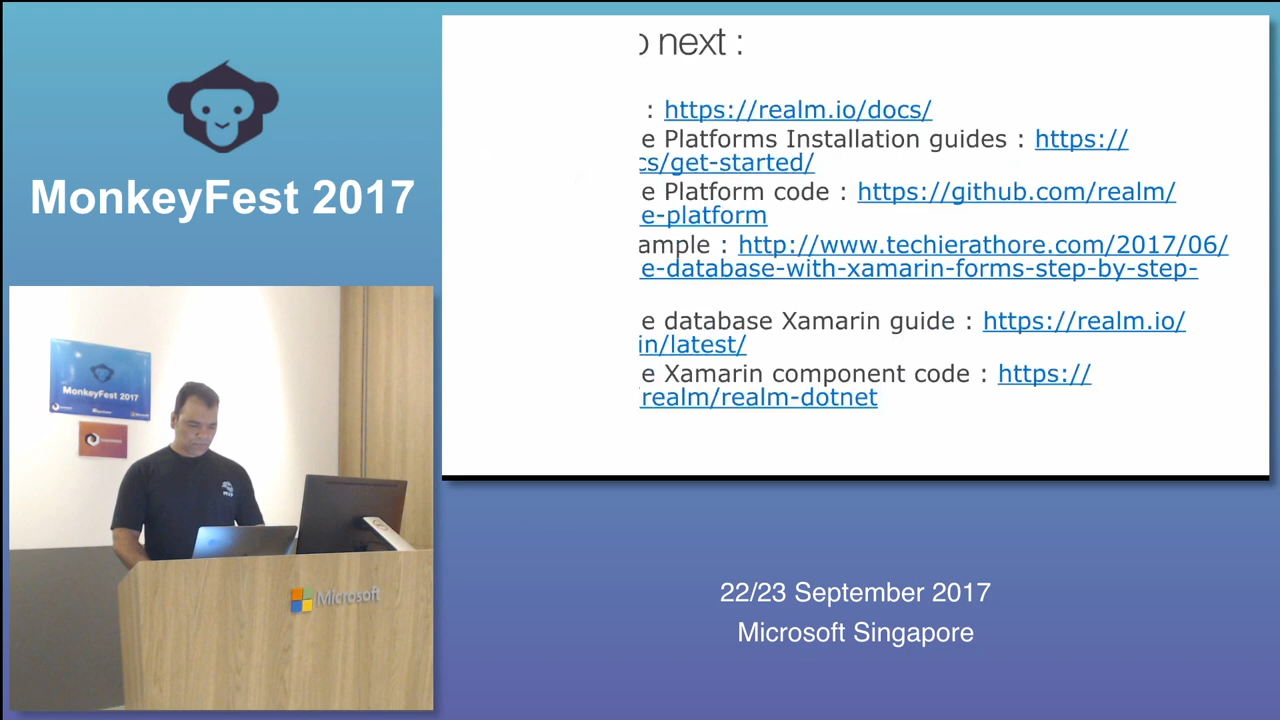 MonkeyFest 2017
next :
: https://realm.io/docs/
e Platforms Installation guides : https://
cs/get-started/
e Platform code : https://github.com/realm/
e-platform
ample : http://www.techierathore.com/2017/06/
e-database-with-xamarin-forms-step-by-step-
e database Xamarin guide : https://realm.io/
in/latest/
e Xamarin component code : https://
realm/realm-dotnet
MonkeyFest 2017
Microsoft
22/23 September 2017
Microsoft Singapore